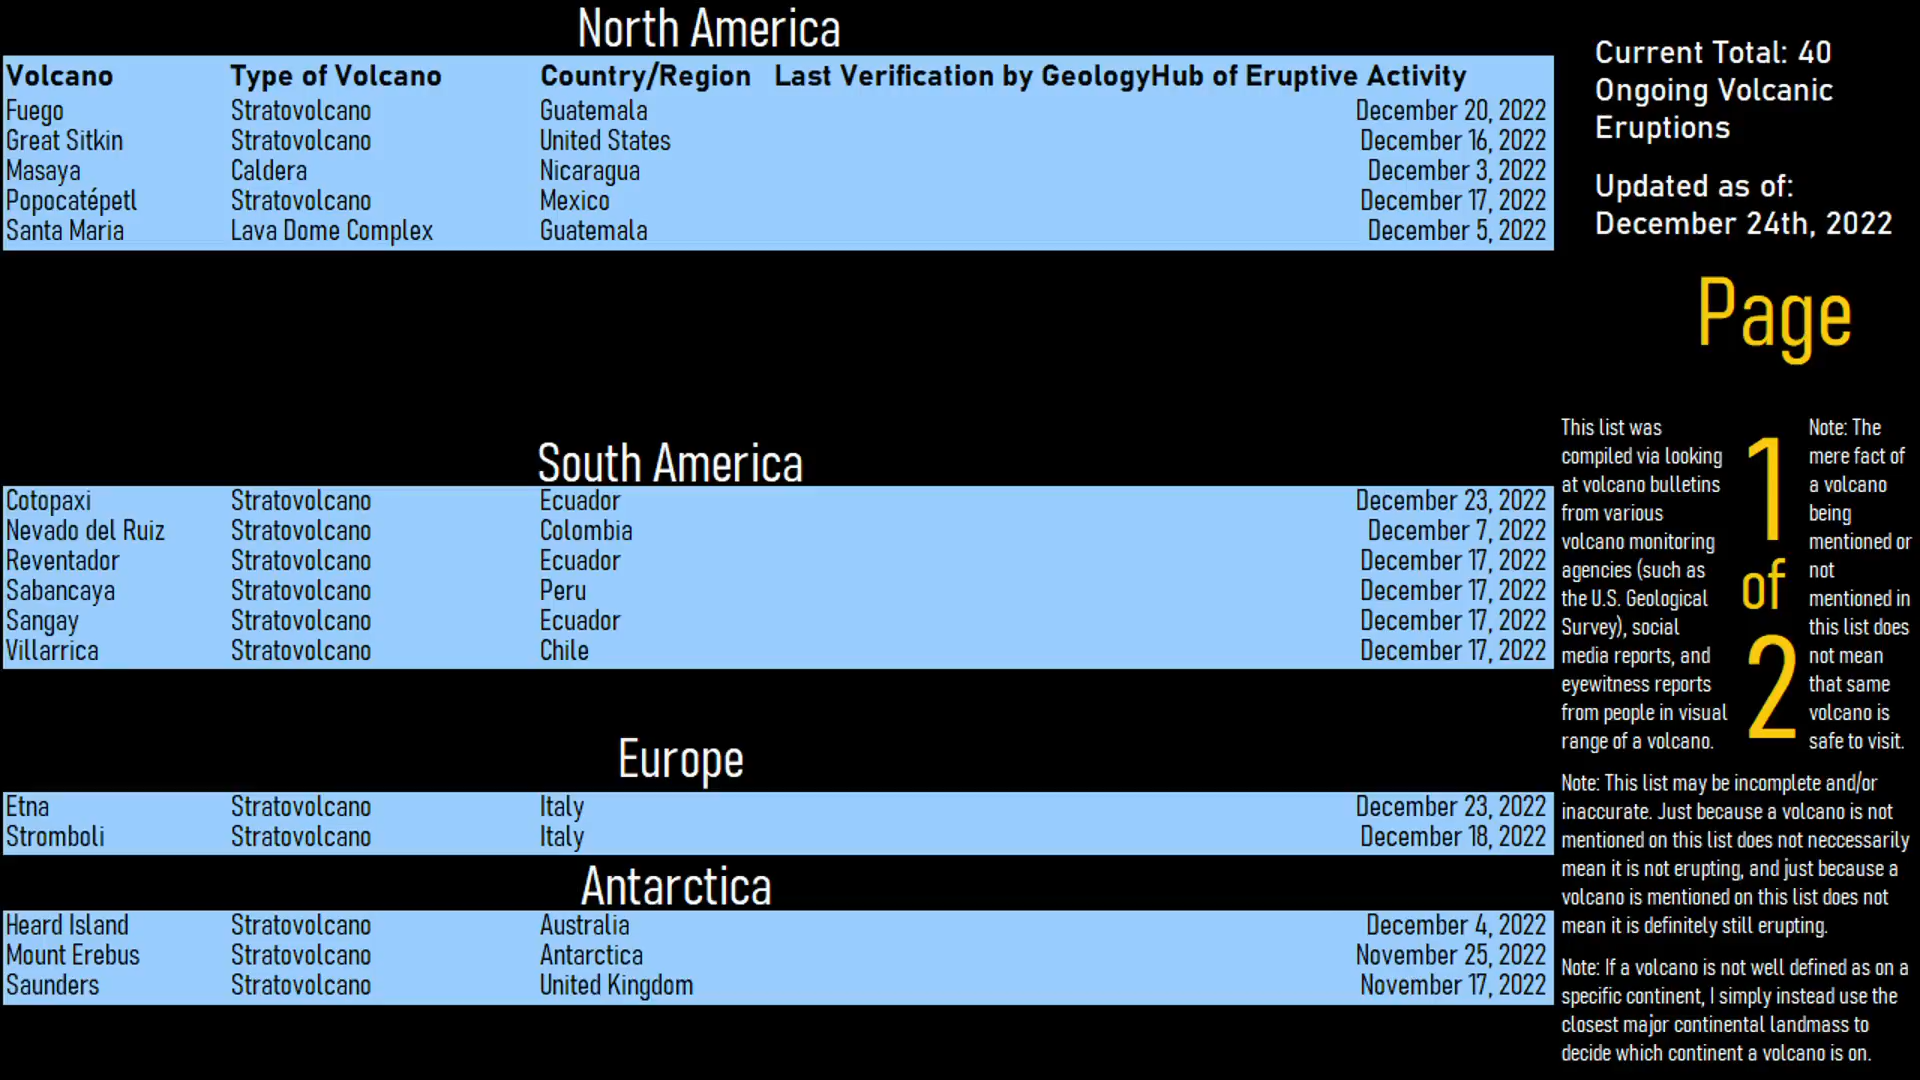 North America
Volcano Type of Volcano Country/Region Last Verification by GeologyHub of Eruptive Activity
Fuego Stratovolcano Guatemala December 20, 2022
Great Sitkin Stratovolcano United States December 16, 2022
Masaya Caldera Nicaragua December 3, 2022
Popocatépetl Stratovolcano Mexico December 17, 2022
Santa Maria Lava Dome Complex Guatemala December 5, 2022
South America
Cotopaxi Stratovolcano Ecuador December 23, 2022
Nevado del Ruiz Stratovolcano Colombia December 7, 2022
Reventador Stratovolcano Ecuador December 17, 2022
Sabancaya Stratovolcano Peru December 17, 2022
Sangay Stratovolcano Ecuador December 17, 2022
Villarrica Stratovolcano Chile December 17, 2022
Europe
Etna Stratovolcano Italy December 23, 2022
Stromboli Stratovolcano Italy December 18, 2022
Antarctica
Heard Island Stratovolcano Australia December 4, 2022
Mount Erebus Stratovolcano Antarctica November 25, 2022
Saunders Stratovolcano United Kingdom November 17, 2022
Current Total: 40
Ongoing Volcanic
Eruptions
Updated as of:
December 24th, 2022
Page
1
of
2
This list was
compiled via looking
at volcano bulletins
from various
volcano monitoring
agencies (such as
the U.S. Geological
Survey), social
media reports, and
eyewitness reports
from people in visual
range of a volcano.
Note: The
mere fact of
a volcano
being
mentioned or
not
mentioned in
this list does
not mean
that same
volcano is
safe to visit.
Note: This list may be incomplete and/or
inaccurate. Just because a volcano is not
mentioned on this list does not neccessarily
mean it is not erupting, and just because a
volcano is mentioned on this list does not
mean it is definitely still erupting.
Note: If a volcano is not well defined as on a
specific continent, I simply instead use the
closest major continental landmass to
decide which continent a volcano is on.